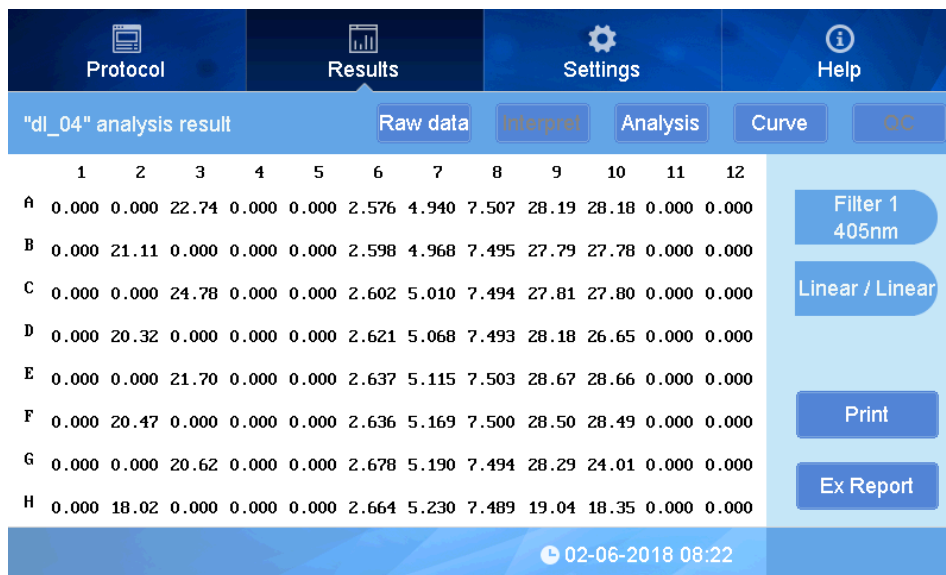 Protocol Results Settings Help
"dl_04" analysis result Raw data Interpret Analysis Curve QC
1 2 3 4 5 6 7 8 9 10 11 12
A 0.000 0.000 22.74 0.000 0.000 2.576 4.940 7.507 28.19 28.18 0.000 0.000
B 0.000 21.11 0.000 0.000 0.000 2.598 4.968 7.495 27.79 27.78 0.000 0.000
C 0.000 0.000 24.78 0.000 0.000 2.602 5.010 7.494 27.81 27.80 0.000 0.000
D 0.000 20.32 0.000 0.000 0.000 2.621 5.068 7.493 28.18 26.65 0.000 0.000
E 0.000 0.000 21.70 0.000 0.000 2.637 5.115 7.503 28.67 28.66 0.000 0.000
F 0.000 20.47 0.000 0.000 0.000 2.636 5.169 7.500 28.50 28.49 0.000 0.000
G 0.000 0.000 20.62 0.000 0.000 2.678 5.190 7.494 28.29 24.01 0.000 0.000
H 0.000 18.02 0.000 0.000 0.000 2.664 5.230 7.489 19.04 18.35 0.000 0.000
Filter 1
405nm
Linear / Linear
Print
Ex Report
02-06-2018 08:22